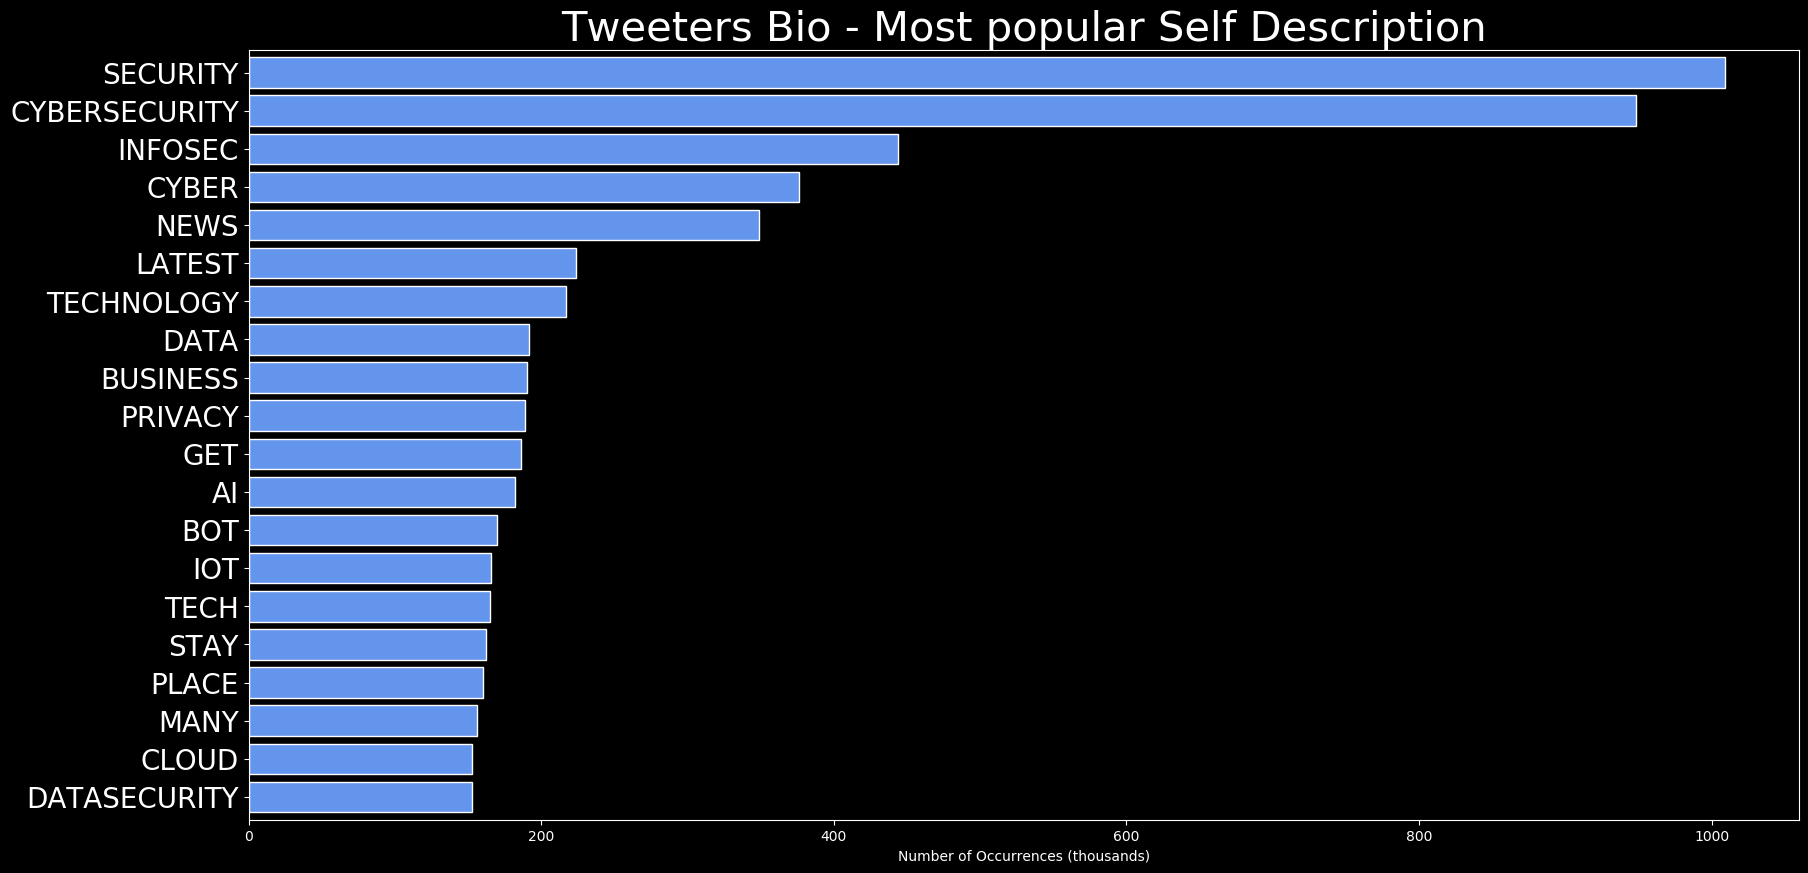 Tweeters Bio - Most popular Self Description
SECURITY
CYBERSECURITY
INFOSEC
CYBER
NEWS
LATEST
TECHNOLOGY
DATA
BUSINESS
PRIVACY
GET
AI
BOT
IOT
TECH
STAY
PLACE
MANY
CLOUD
DATASECURITY
0 200 400 600 800 1000
Number of Occurrences (thousands)